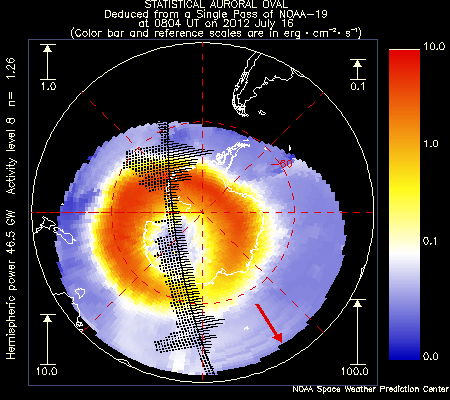 STATISTICAL AURORAL OVAL
Deduced from a Single Pass of NOAA-19
at 0804 UT on 2012 July 16
(Color bar and reference scales are in erg·cm⁻²·s⁻¹)
Hemispheric power 46.5 GW Activity level 8 n= 1.26
1.0
0.1
10.0
100.0
-60
10.0
1.0
0.1
0.0
NOAA Space Weather Prediction Center